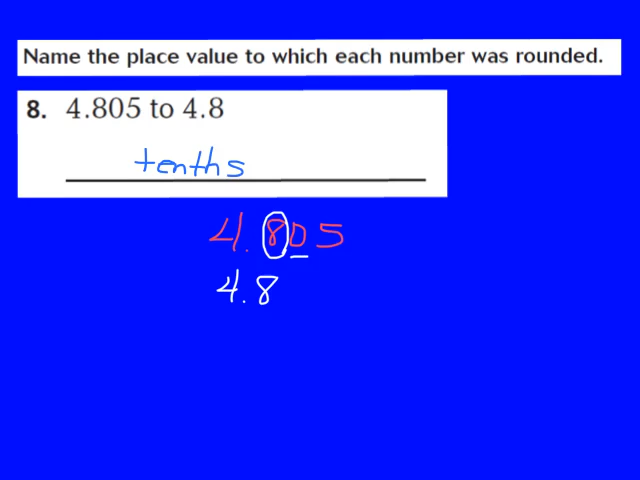 Name the place value to which each number was rounded.
8. 4.805 to 4.8
tenths
4.805
4.8